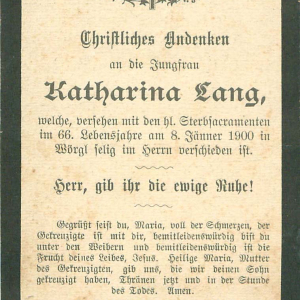 Christliches Andenken
an die Jungfrau
Katharina Lang,
welche, versehen mit den hl. Sterbsacramenten
im 66. Lebensjahre am 8. Jänner 1900 in
Wörgl selig im Herrn verschieden ist.
Herr, gib ihr die ewige Ruhe!
Gegrüßt seist du, Maria, voll der Schmerzen, der
Gekreuzigte ist mit dir, bemitleidenswürdig bist du
unter den Weibern und bemitleidenswürdig ist die
Frucht deines Leibes, Jesus. Heilige Maria, Mutter
des Gekreuzigten, gib uns, die wir deinen Sohn
gekreuzigt haben, Thränen jetzt und in der Stunde
des Todes. Amen.